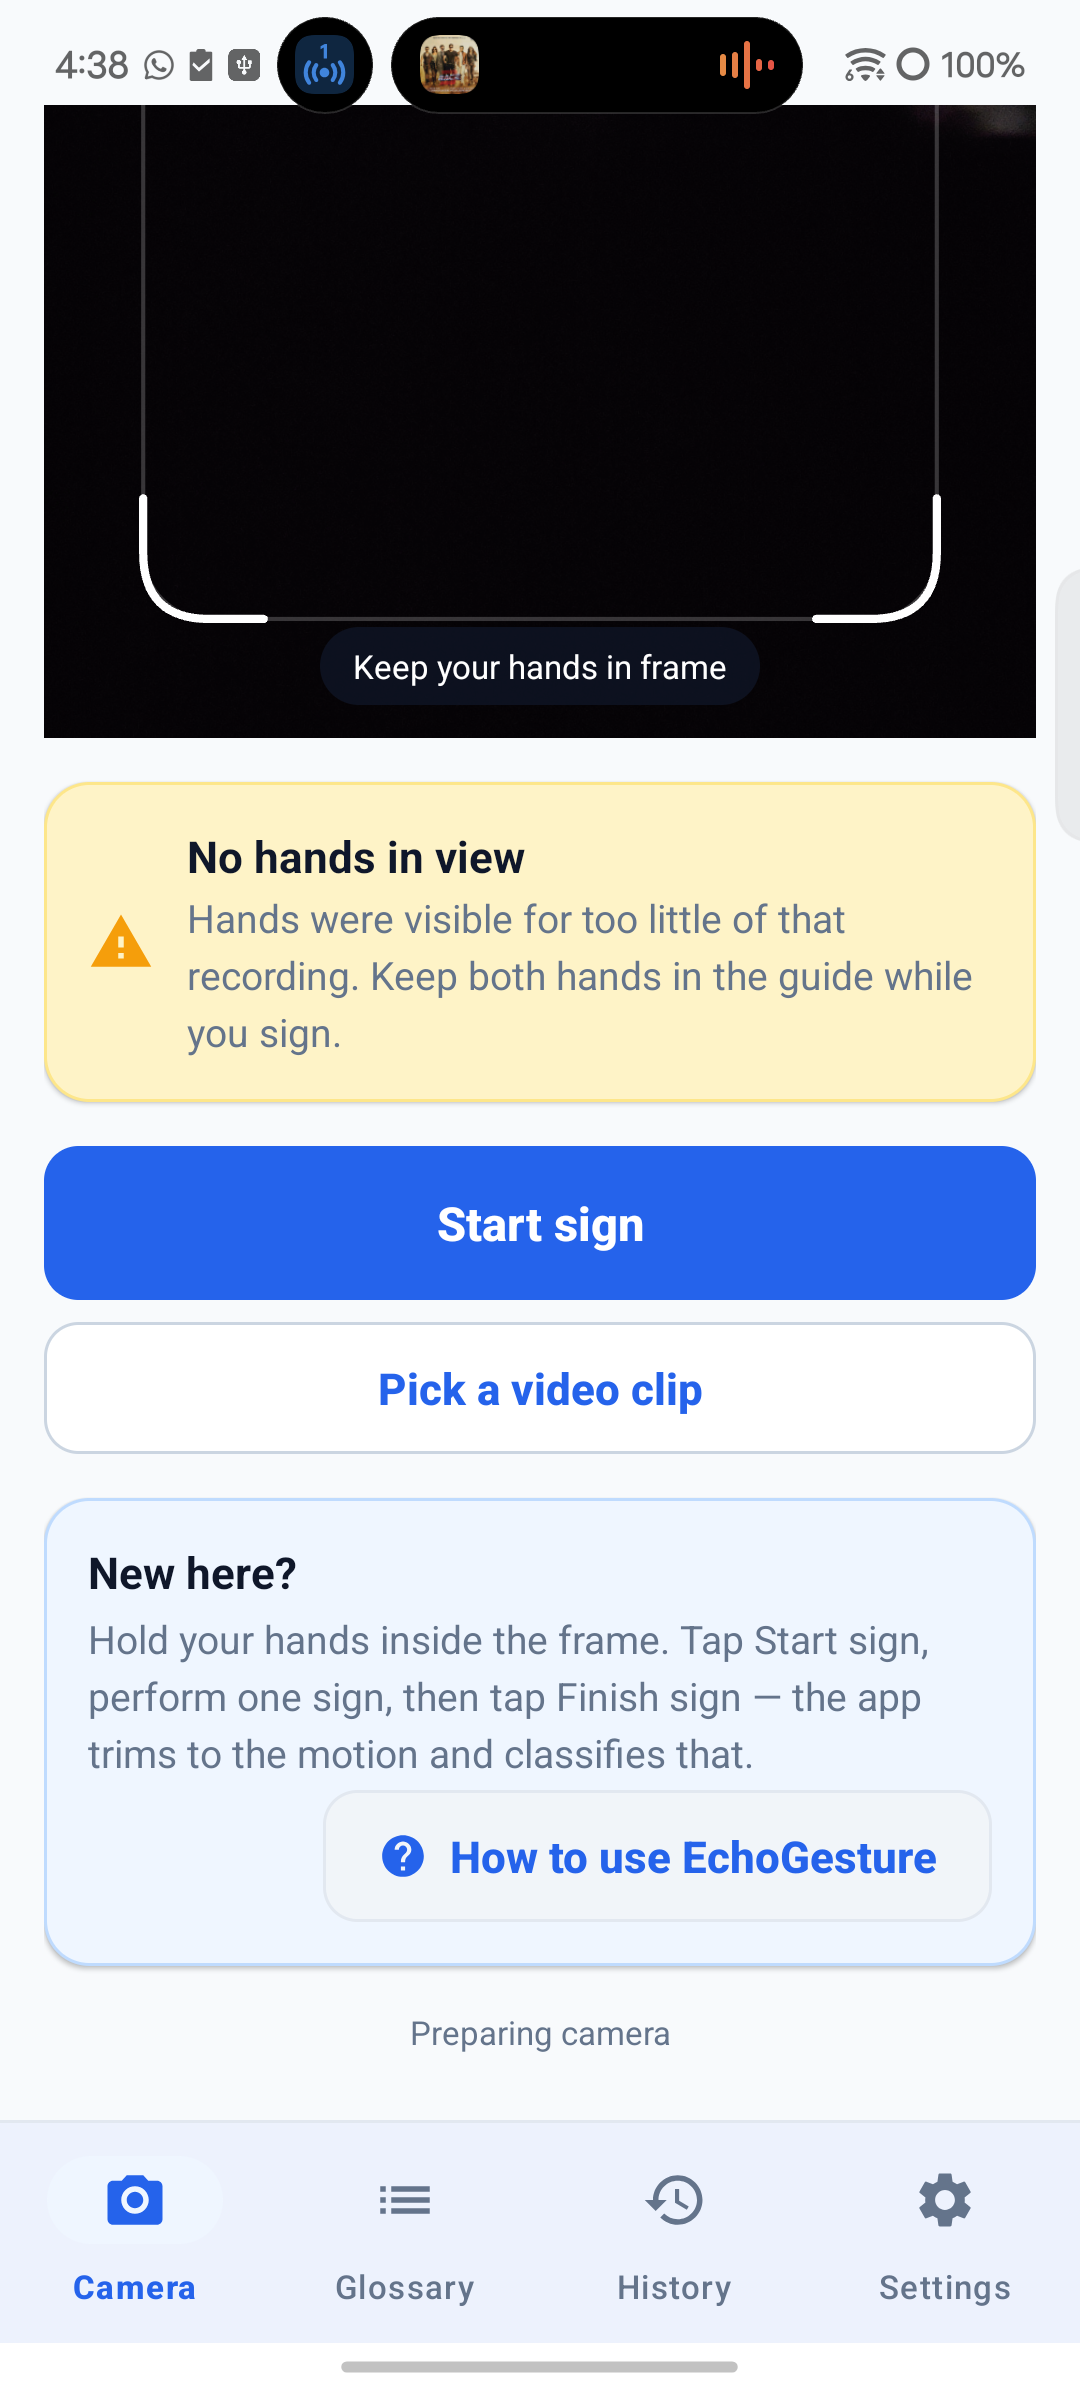 4:38
1
6
100%
Keep your hands in frame
No hands in view
Hands were visible for too little of that
recording. Keep both hands in the guide while
you sign.
Start sign
Pick a video clip
New here?
Hold your hands inside the frame. Tap Start sign,
perform one sign, then tap Finish sign — the app
trims to the motion and classifies that.
How to use EchoGesture
Preparing camera
Camera
Glossary
History
Settings